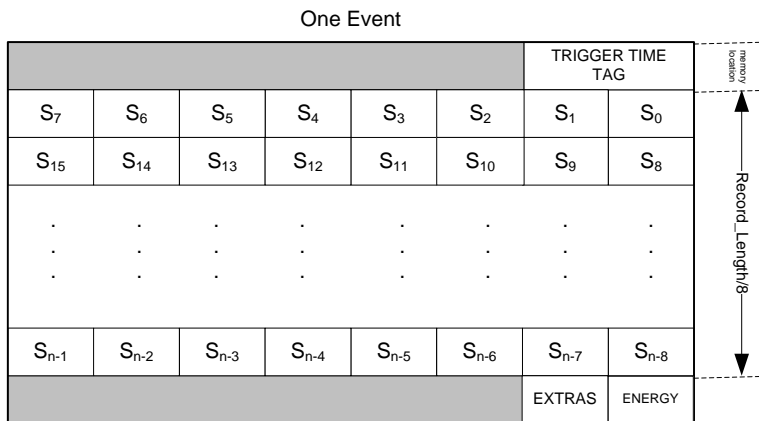 One Event
TRIGGER TIME
TAG
memory
location
S₇ S₆ S₅ S₄ S₃ S₂ S₁ S₀
S₁₅ S₁₄ S₁₃ S₁₂ S₁₁ S₁₀ S₉ S₈
. . . . . . . .
. . . . . . . .
. . . . . . . .
Record_Length/8
Sₙ₋₁ Sₙ₋₂ Sₙ₋₃ Sₙ₋₄ Sₙ₋₅ Sₙ₋₆ Sₙ₋₇ Sₙ₋₈
EXTRAS ENERGY